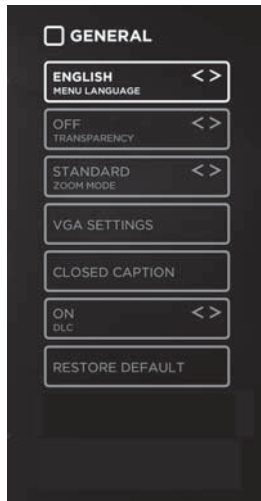 GENERAL
ENGLISH < >
MENU LANGUAGE
OFF < >
TRANSPARENCY
STANDARD < >
ZOOM MODE
VGA SETTINGS
CLOSED CAPTION
ON < >
DLC
RESTORE DEFAULT